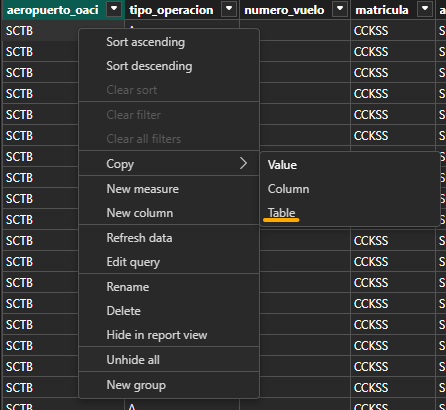 aeropuerto_oaci tipo_operacion numero_vuelo matricula a
SCTB A CCKSS S
SCTB CCKSS S
SCTB CCKSS S
SCTB CCKSS S
SCTB CCKSS S
SCTB CCKSS S
SCTB
SCTB
SCTB
SCTB
SCTB CCKSS S
SCTB CCKSS S
SCTB CCKSS S
SCTB CCKSS S
SCTB CCKSS S
SCTB CCKSS S
SCTB CCKSS S
SCTB CCKSS S
SCTB A CCKSS S
Sort ascending
Sort descending
Clear sort
Clear filter
Clear all filters
Copy
New measure
New column
Refresh data
Edit query
Rename
Delete
Hide in report view
Unhide all
New group
Value
Column
Table